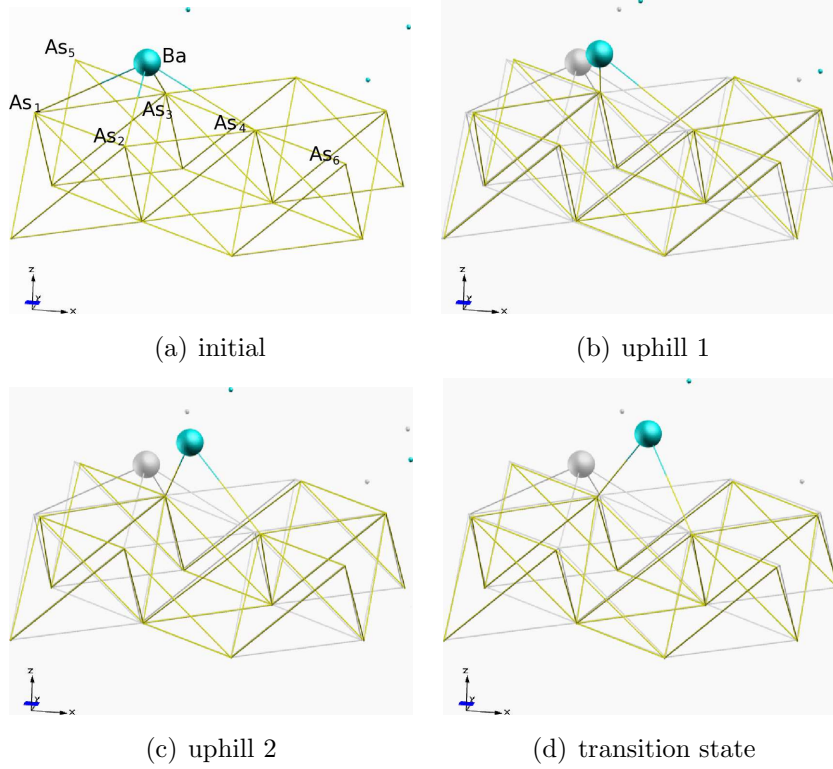 As5
Ba
As1
As3
As2
As4
As6
z
Y
X
(a) initial
z
Y
X
(b) uphill 1
z
Y
X
(c) uphill 2
z
Y
X
(d) transition state